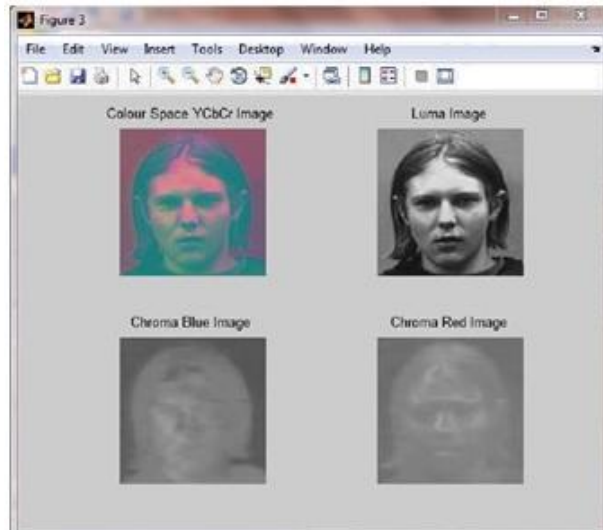 Figure 3
File Edit View Insert Tools Desktop Window Help
Colour Space YCbCr Image Luma Image
Chroma Blue Image Chroma Red Image